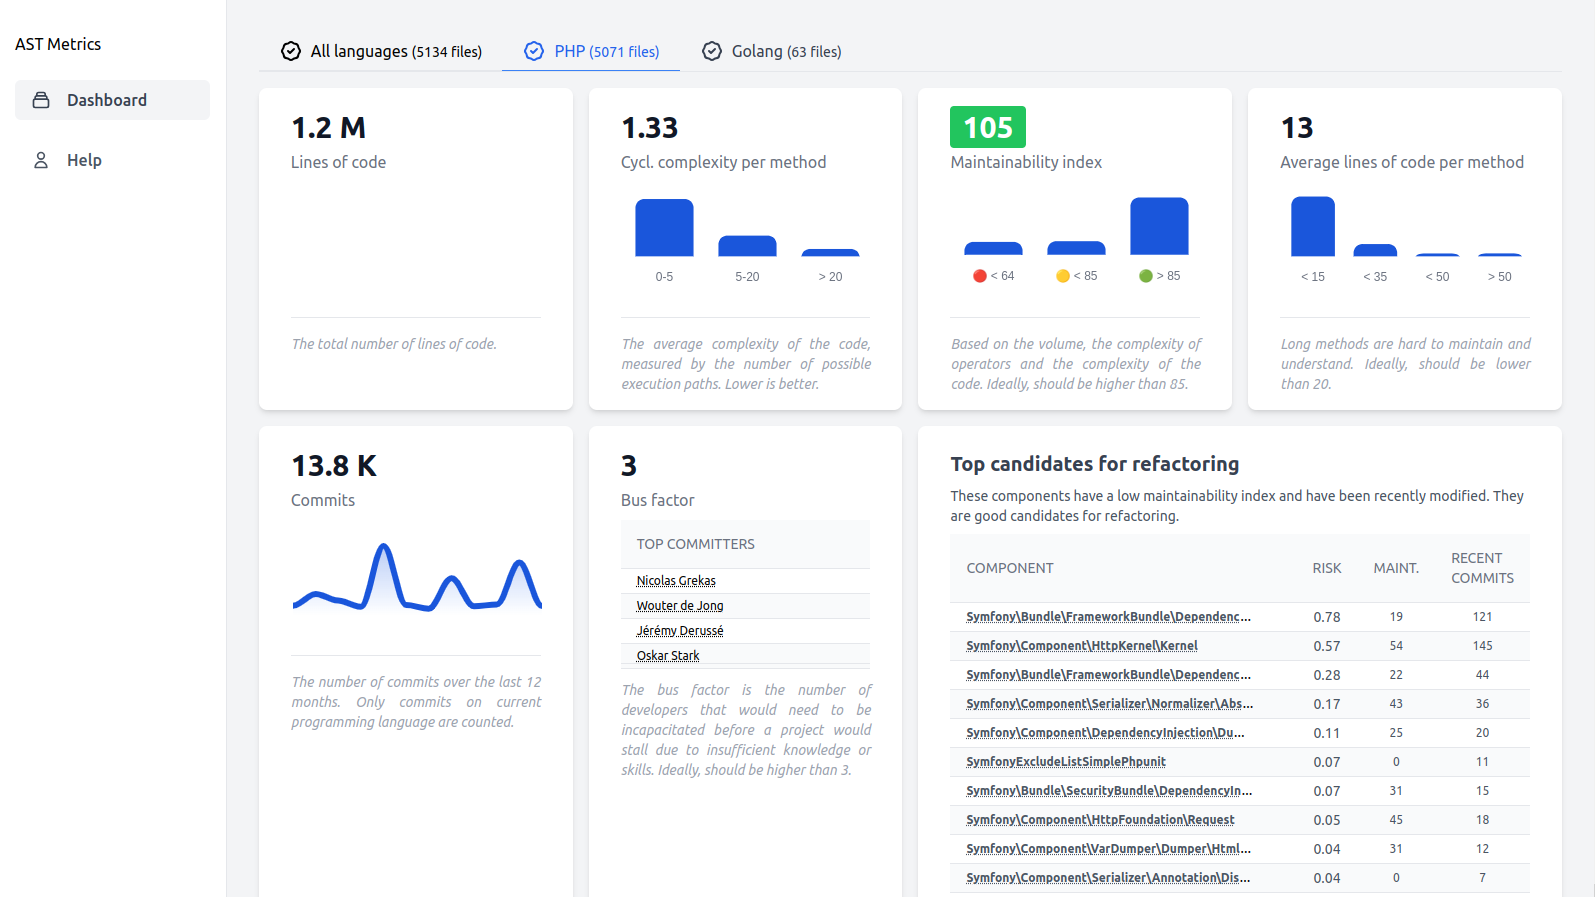 AST Metrics
Dashboard
Help
All languages (5134 files)
PHP (5071 files)
Golang (63 files)
1.2 M
Lines of code
The total number of lines of code.
1.33
Cycl. complexity per method
0-5
5-20
> 20
The average complexity of the code,
measured by the number of possible
execution paths. Lower is better.
105
Maintainability index
< 64
< 85
> 85
Based on the volume, the complexity of
operators and the complexity of the
code. Ideally, should be higher than 85.
13
Average lines of code per method
< 15
< 35
< 50
> 50
Long methods are hard to maintain and
understand. Ideally, should be lower
than 20.
13.8 K
Commits
The number of commits over the last 12
months. Only commits on current
programming language are counted.
3
Bus factor
TOP COMMITTERS
Nicolas Grekas
Wouter de Jong
Jérémy Derussé
Oskar Stark
The bus factor is the number of
developers that would need to be
incapacitated before a project would
stall due to insufficient knowledge or
skills. Ideally, should be higher than 3.
Top candidates for refactoring
These components have a low maintainability index and have been recently modified. They
are good candidates for refactoring.
COMPONENT RISK MAINT. RECENT COMMITS
Symfony\Bundle\FrameworkBundle\Dependenc... 0.78 19 121
Symfony\Component\HttpKernel\Kernel 0.57 54 145
Symfony\Bundle\FrameworkBundle\Dependenc... 0.28 22 44
Symfony\Component\Serializer\Normalizer\Abs... 0.17 43 36
Symfony\Component\DependencyInjection\Du... 0.11 25 20
SymfonyExcludeListSimplePhpunit 0.07 0 11
Symfony\Bundle\SecurityBundle\DependencyIn... 0.07 31 15
Symfony\Component\HttpFoundation\Request 0.05 45 18
Symfony\Component\VarDumper\Dumper\Html... 0.04 31 12
Symfony\Component\Serializer\Annotation\Dis... 0.04 0 7